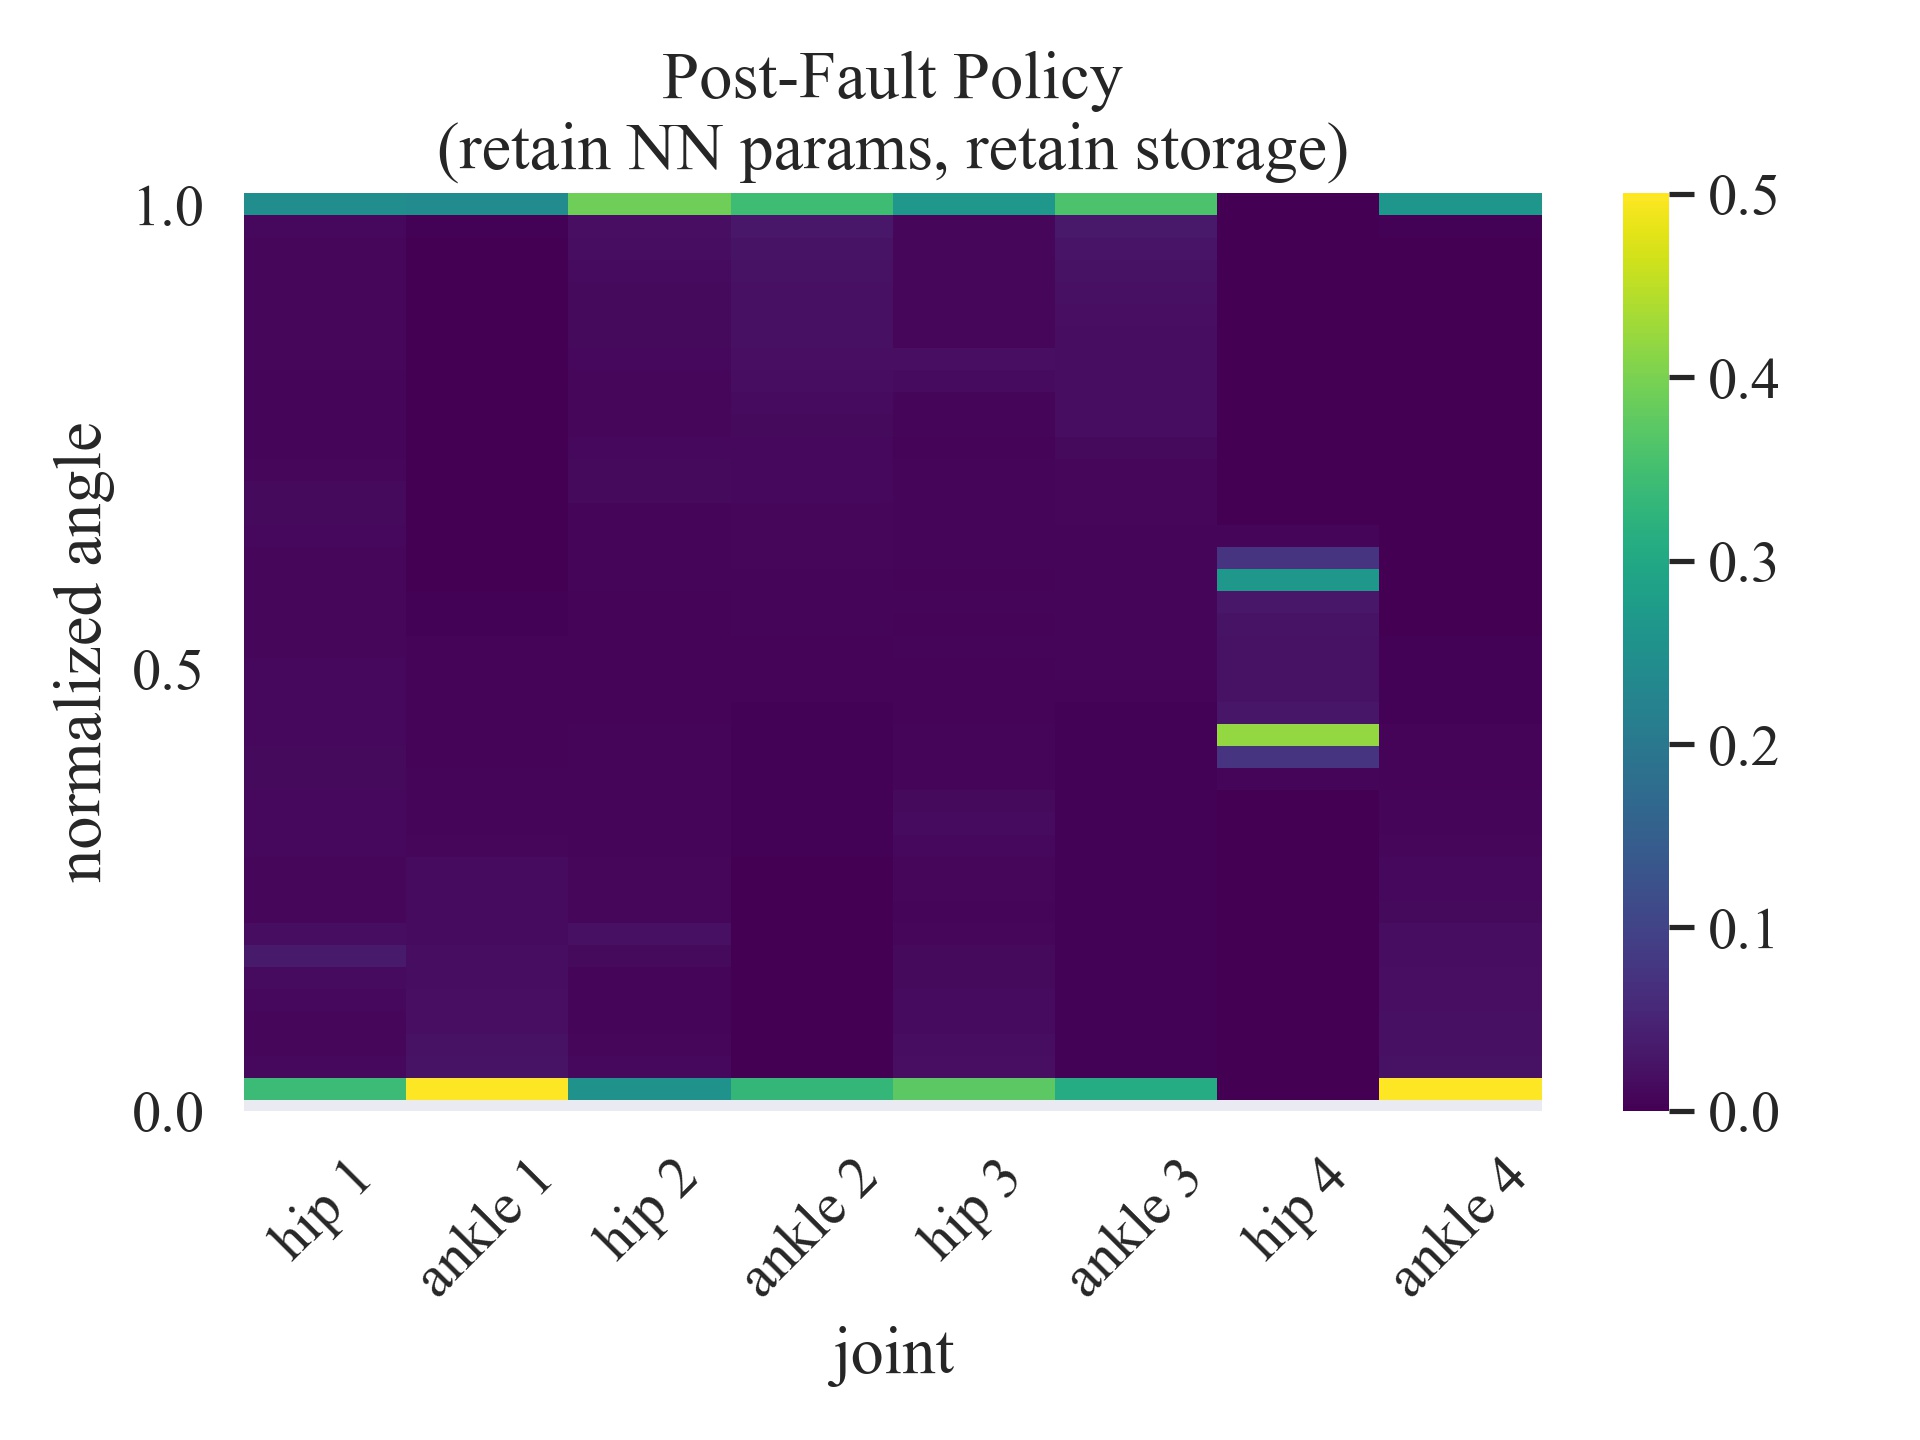 Post-Fault Policy
(retain NN params, retain storage)
normalized angle
1.0
0.5
0.0
0.5
0.4
0.3
0.2
0.1
0.0
hip 1
ankle 1
hip 2
ankle 2
hip 3
ankle 3
hip 4
ankle 4
joint